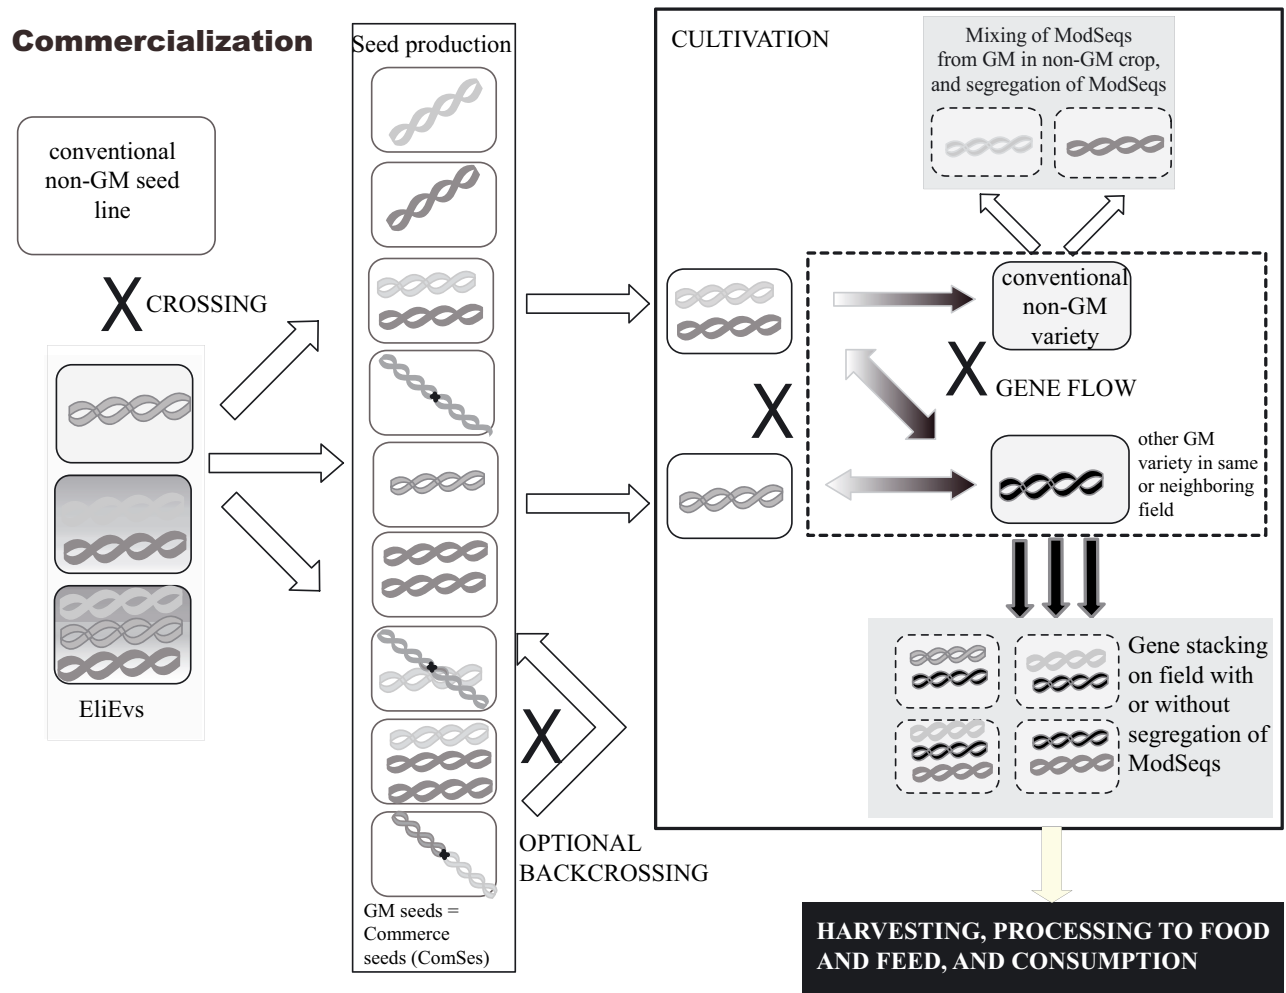 Commercialization
conventional
non-GM seed
line
X
CROSSING
EliEvs
Seed production
GM seeds =
Commerce
seeds (ComSes)
X
OPTIONAL
BACKCROSSING
CULTIVATION
Mixing of ModSeqs
from GM in non-GM crop,
and segregation of ModSeqs
X
conventional
non-GM
variety
X
GENE FLOW
other GM
variety in same
or neighboring
field
Gene stacking
on field with
or without
segregation of
ModSeqs
HARVESTING, PROCESSING TO FOOD
AND FEED, AND CONSUMPTION